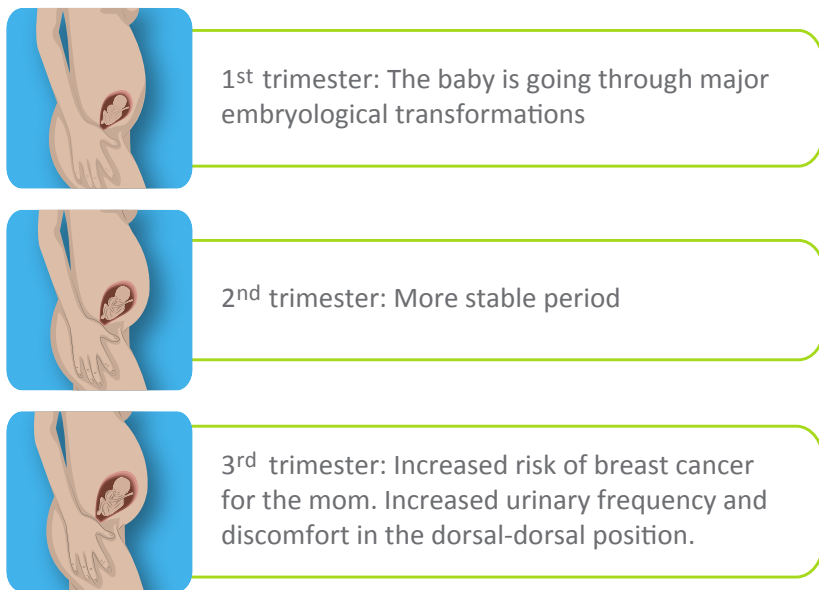 1st trimester: The baby is going through major
embryological transformations
2nd trimester: More stable period
3rd trimester: Increased risk of breast cancer
for the mom. Increased urinary frequency and
discomfort in the dorsal-dorsal position.